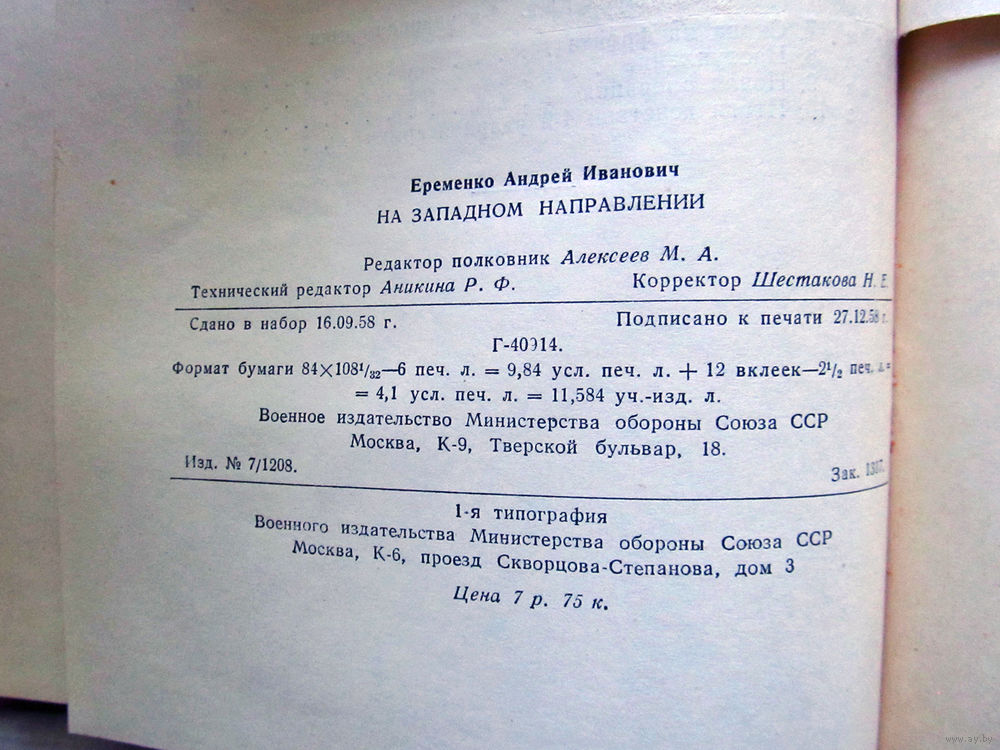 Еременко Андрей Иванович
НА ЗАПАДНОМ НАПРАВЛЕНИИ
Редактор полковник Алексеев М. А.
Технический редактор Аникина Р. Ф. Корректор Шестакова Н. Е.
Сдано в набор 16.09.58 г. Подписано к печати 27.12.58 г.
Г-40914.
Формат бумаги 84×108¹/₃₂—6 печ. л. = 9,84 усл. печ. л. + 12 вклеек—2¹/₂ печ. л.=
= 4,1 усл. печ. л. = 11,584 уч.-изд. л.
Военное издательство Министерства обороны Союза ССР
Москва, К-9, Тверской бульвар, 18.
Изд. № 7/1208. Зак.
1-я типография
Военного издательства Министерства обороны Союза ССР
Москва, К-6, проезд Скворцова-Степанова, дом 3
Цена 7 р. 75 к.
www.ay.by